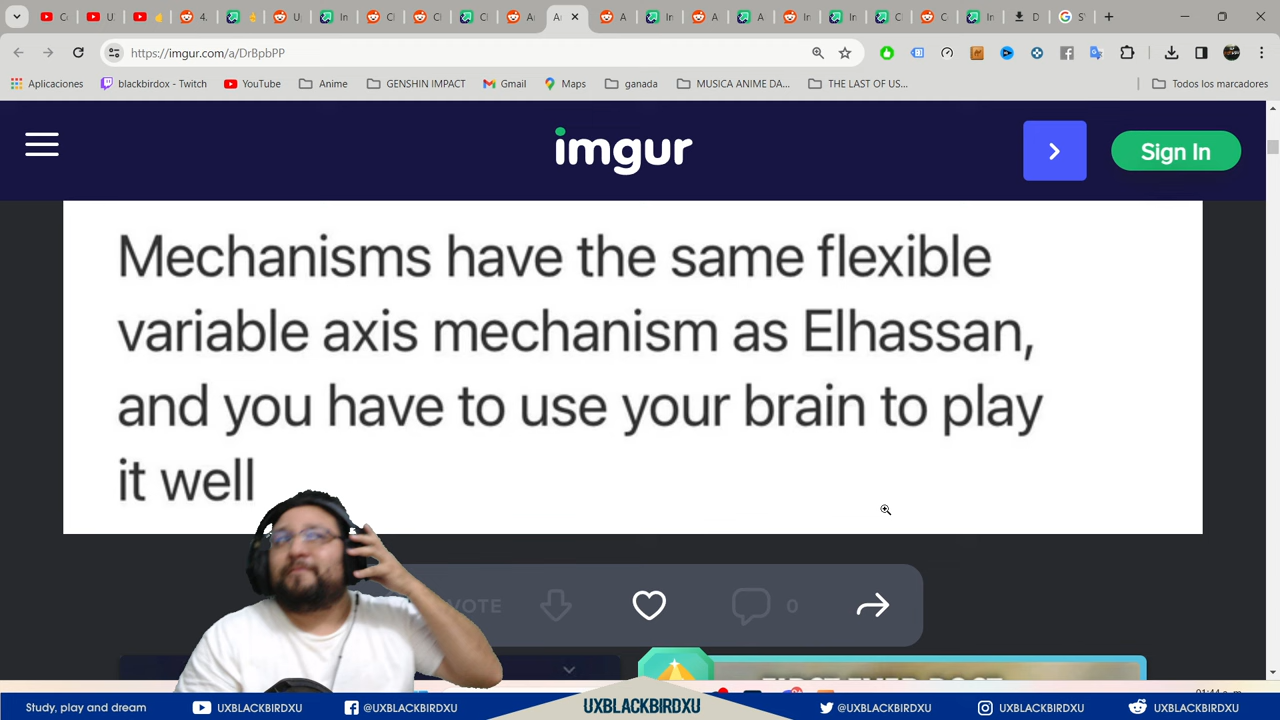 https://imgur.com/a/DrBpbPP
Aplicaciones
blackbirdox - Twitch
YouTube
Anime
GENSHIN IMPACT
Gmail
Maps
ganada
MUSICA ANIME DA...
THE LAST OF US...
Todos los marcadores
imgur
Sign In
Mechanisms have the same flexible
variable axis mechanism as Elhassan,
and you have to use your brain to play
it well
VOTE
0
Study, play and dream
UXBLACKBIRDXU
@UXBLACKBIRDXU
UXBLACKBIRDXU
@UXBLACKBIRDXU
UXBLACKBIRDXU
UXBLACKBIRDXU